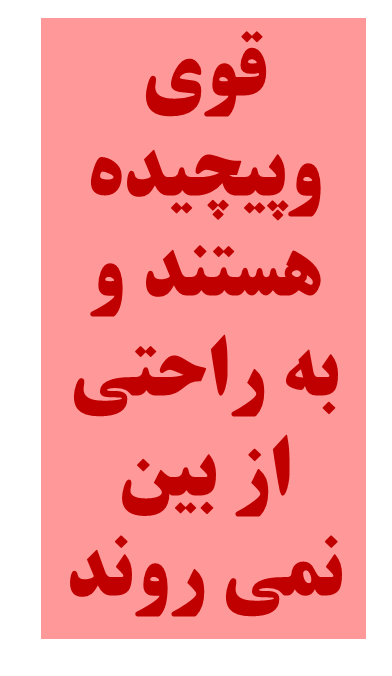 قوی
وپیچیده
هستند و
به راحتی
از بین
نمی روند